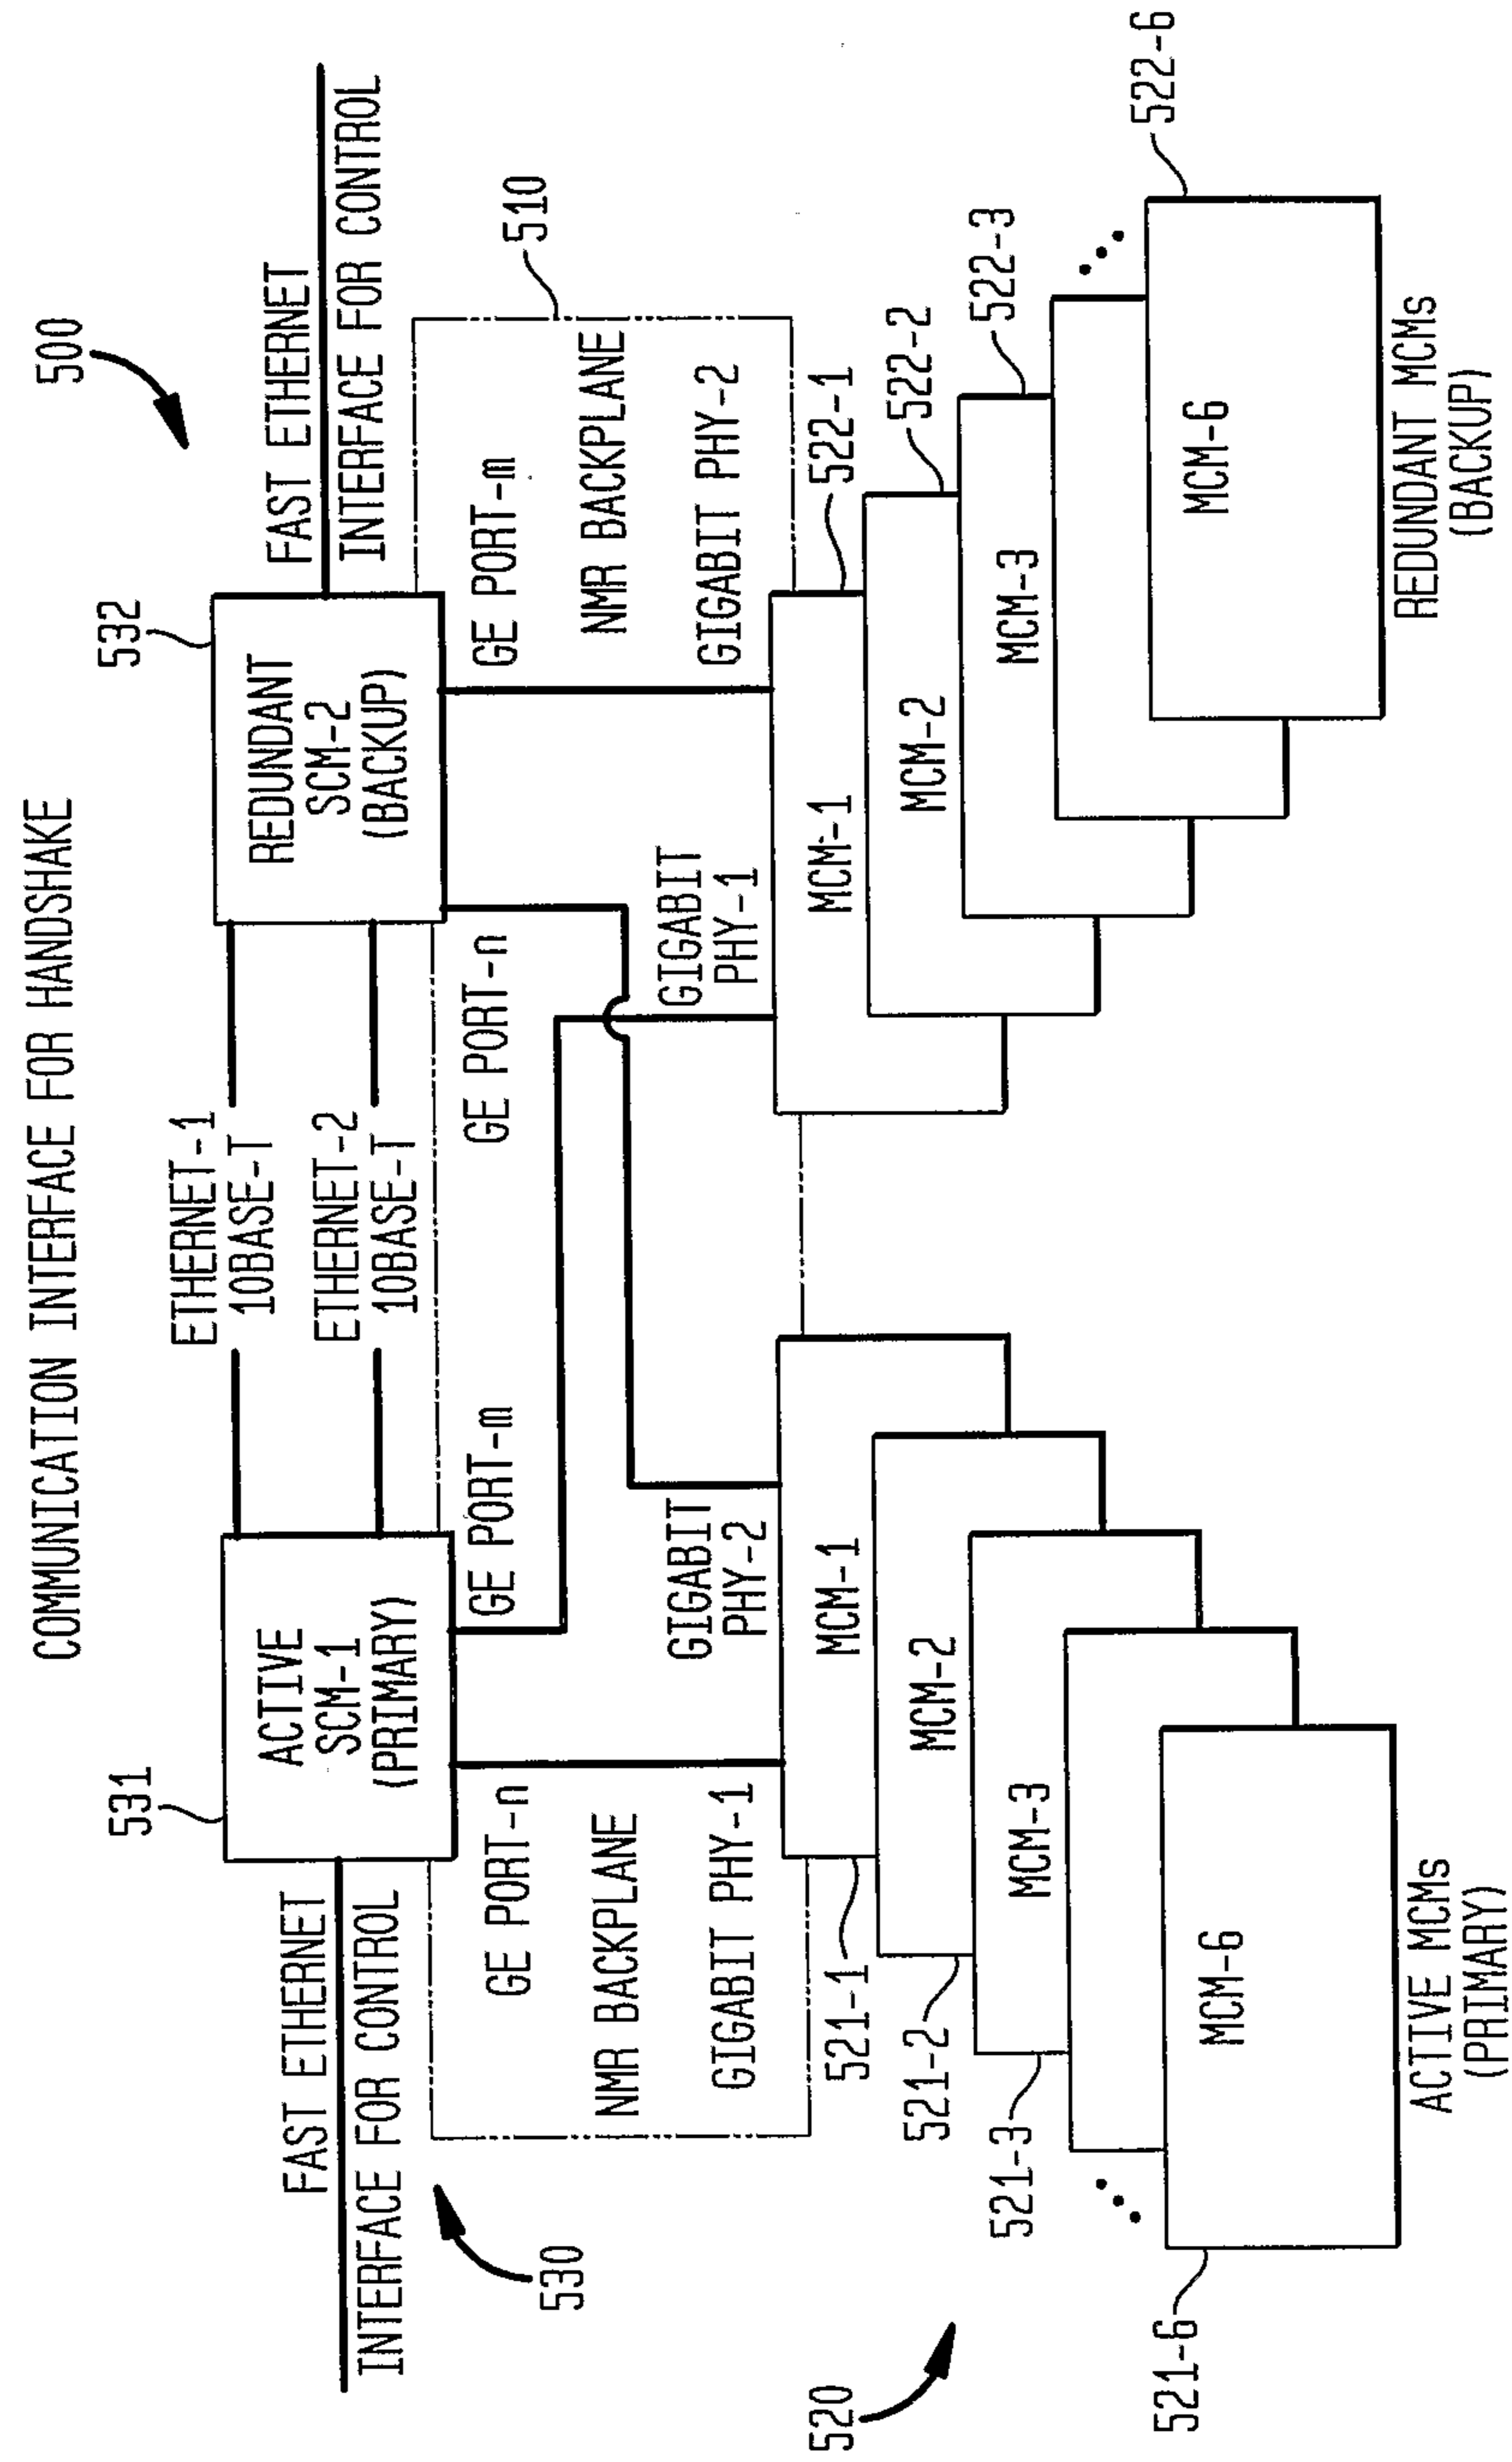 COMMUNICATION INTERFACE FOR HANDSHAKE
500
531
532
ACTIVE
SCM-1
(PRIMARY)
ETHERNET-1
10BASE-T
ETHERNET-2
10BASE-T
REDUNDANT
SCM-2
(BACKUP)
FAST ETHERNET
INTERFACE FOR CONTROL
FAST ETHERNET
INTERFACE FOR CONTROL
530
510
GE PORT-n
GE PORT-m
GE PORT-n
GE PORT-m
NMR BACKPLANE
NMR BACKPLANE
GIGABIT PHY-1
GIGABIT
PHY-2
GIGABIT
PHY-1
GIGABIT PHY-2
520
521-1
521-2
521-3
521-6
MCM-1
MCM-2
MCM-3
MCM-6
ACTIVE MCMs
(PRIMARY)
522-1
522-2
522-3
522-6
MCM-1
MCM-2
MCM-3
MCM-6
REDUNDANT MCMs
(BACKUP)